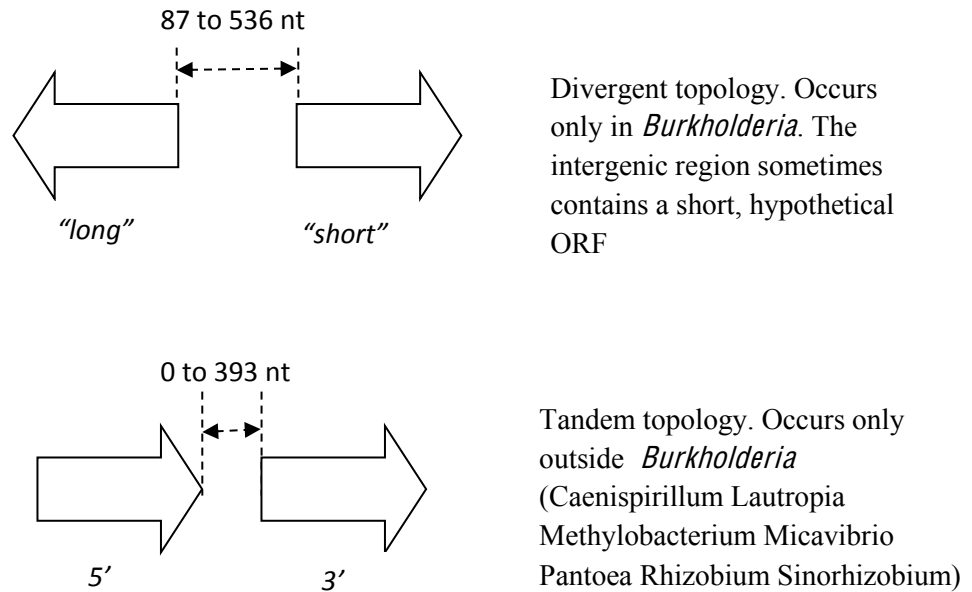 87 to 536 nt
"long"
"short"
Divergent topology. Occurs
only in Burkholderia. The
intergenic region sometimes
contains a short, hypothetical
ORF
0 to 393 nt
5’
3’
Tandem topology. Occurs only
outside Burkholderia
(Caenispirillum Lautropia
Methylobacterium Micavibrio
Pantoea Rhizobium Sinorhizobium)